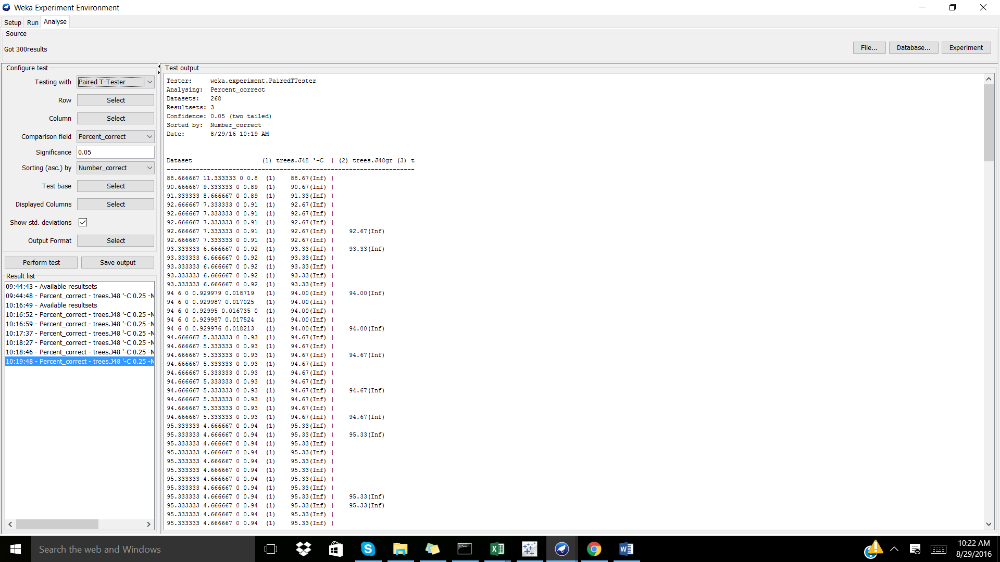 Weka Experiment Environment
Setup Run Analyse
Source
Got 300results
File... Database... Experiment
Configure test
Testing with Paired T-Tester
Row Select
Column Select
Comparison field Percent_correct
Significance 0.05
Sorting (asc.) by Number_correct
Test base Select
Displayed Columns Select
Show std. deviations
Output Format Select
Perform test Save output
Result list
09:44:43 - Available resultsets
09:44:48 - Percent_correct - trees.J48 '-C 0.25 -M
10:16:49 - Available resultsets
10:16:52 - Percent_correct - trees.J48 '-C 0.25 -M
10:16:59 - Percent_correct - trees.J48 '-C 0.25 -M
10:17:37 - Percent_correct - trees.J48 '-C 0.25 -M
10:18:27 - Percent_correct - trees.J48 '-C 0.25 -M
10:18:46 - Percent_correct - trees.J48 '-C 0.25 -M
10:19:48 - Percent_correct - trees.J48 '-C 0.25 -M
Test output
Tester: weka.experiment.PairedTTester
Analysing: Percent_correct
Datasets: 268
Resultsets: 3
Confidence: 0.05 (two tailed)
Sorted by: Number_correct
Date: 8/29/16 10:19 AM
Dataset (1) trees.J48 '-C | (2) trees.J48gr (3) t
--------------------------------------------------------------------
88.666667 11.333333 0 0.8 (1) 88.67(Inf) |
90.666667 9.333333 0 0.89 (1) 90.67(Inf) |
91.333333 8.666667 0 0.89 (1) 91.33(Inf) |
92.666667 7.333333 0 0.91 (1) 92.67(Inf) |
92.666667 7.333333 0 0.91 (1) 92.67(Inf) |
92.666667 7.333333 0 0.91 (1) 92.67(Inf) |
92.666667 7.333333 0 0.91 (1) 92.67(Inf) | 92.67(Inf)
92.666667 7.333333 0 0.91 (1) 92.67(Inf) |
93.333333 6.666667 0 0.92 (1) 93.33(Inf) | 93.33(Inf)
93.333333 6.666667 0 0.92 (1) 93.33(Inf) |
93.333333 6.666667 0 0.92 (1) 93.33(Inf) |
93.333333 6.666667 0 0.92 (1) 93.33(Inf) |
93.333333 6.666667 0 0.92 (1) 93.33(Inf) |
94 6 0 0.929979 0.018719 (1) 94.00(Inf) | 94.00(Inf)
94 6 0 0.929987 0.017025 (1) 94.00(Inf) |
94 6 0 0.92995 0.016735 0 (1) 94.00(Inf) |
94 6 0 0.929987 0.017524 (1) 94.00(Inf) |
94 6 0 0.929976 0.018213 (1) 94.00(Inf) | 94.00(Inf)
94.666667 5.333333 0 0.93 (1) 94.67(Inf) |
94.666667 5.333333 0 0.93 (1) 94.67(Inf) |
94.666667 5.333333 0 0.93 (1) 94.67(Inf) | 94.67(Inf)
94.666667 5.333333 0 0.93 (1) 94.67(Inf) |
94.666667 5.333333 0 0.93 (1) 94.67(Inf) |
94.666667 5.333333 0 0.93 (1) 94.67(Inf) |
94.666667 5.333333 0 0.93 (1) 94.67(Inf) | 94.67(Inf)
94.666667 5.333333 0 0.93 (1) 94.67(Inf) |
94.666667 5.333333 0 0.93 (1) 94.67(Inf) |
94.666667 5.333333 0 0.93 (1) 94.67(Inf) | 94.67(Inf)
95.333333 4.666667 0 0.94 (1) 95.33(Inf) |
95.333333 4.666667 0 0.94 (1) 95.33(Inf) | 95.33(Inf)
95.333333 4.666667 0 0.94 (1) 95.33(Inf) |
95.333333 4.666667 0 0.94 (1) 95.33(Inf) |
95.333333 4.666667 0 0.94 (1) 95.33(Inf) |
95.333333 4.666667 0 0.94 (1) 95.33(Inf) |
95.333333 4.666667 0 0.94 (1) 95.33(Inf) |
95.333333 4.666667 0 0.94 (1) 95.33(Inf) |
95.333333 4.666667 0 0.94 (1) 95.33(Inf) | 95.33(Inf)
95.333333 4.666667 0 0.94 (1) 95.33(Inf) | 95.33(Inf)
95.333333 4.666667 0 0.94 (1) 95.33(Inf) |
95.333333 4.666667 0 0.94 (1) 95.33(Inf) |
Search the web and Windows
10:22 AM
8/29/2016